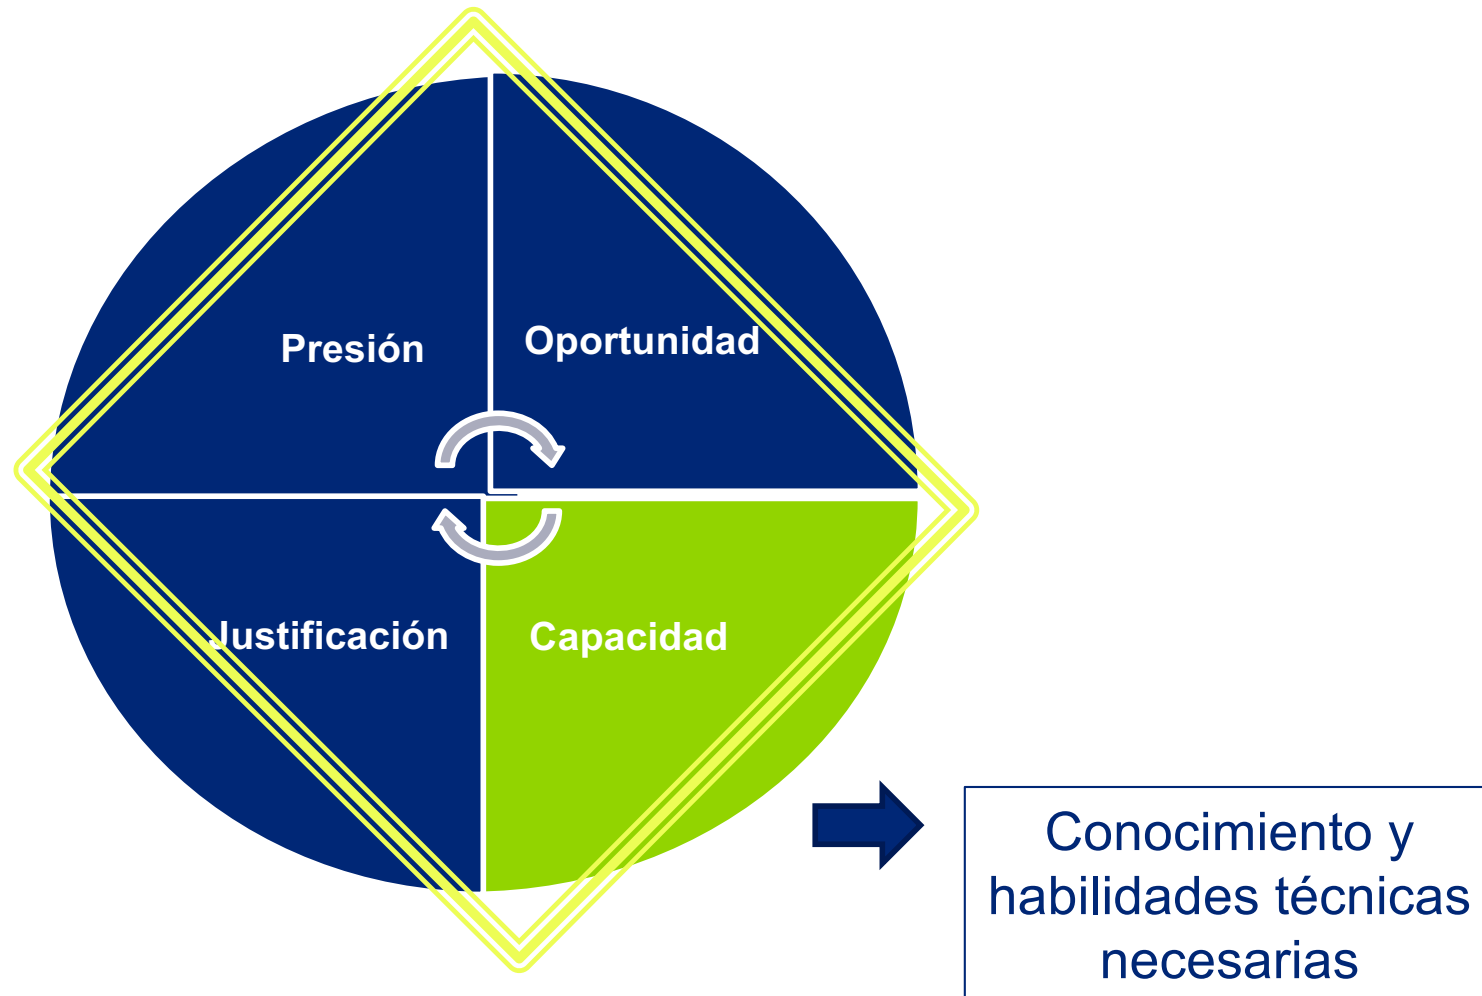 Presión
Oportunidad
Justificación
Capacidad
Conocimiento y
habilidades técnicas
necesarias